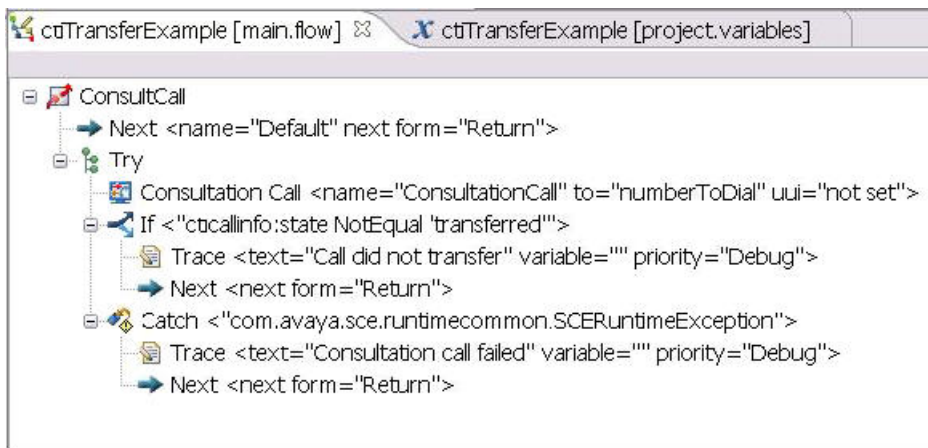 ctiTransferExample [main.flow] ctiTransferExample [project.variables]
ConsultCall
Next <name="Default" next form="Return">
Try
Consultation Call <name="ConsultationCall" to="numberToDial" uui="not set">
If <"cticallinfo:state NotEqual 'transferred'">
Trace <text="Call did not transfer" variable="" priority="Debug">
Next <next form="Return">
Catch <"com.avaya.sce.runtimecommon.SCERuntimeException">
Trace <text="Consultation call failed" variable="" priority="Debug">
Next <next form="Return">